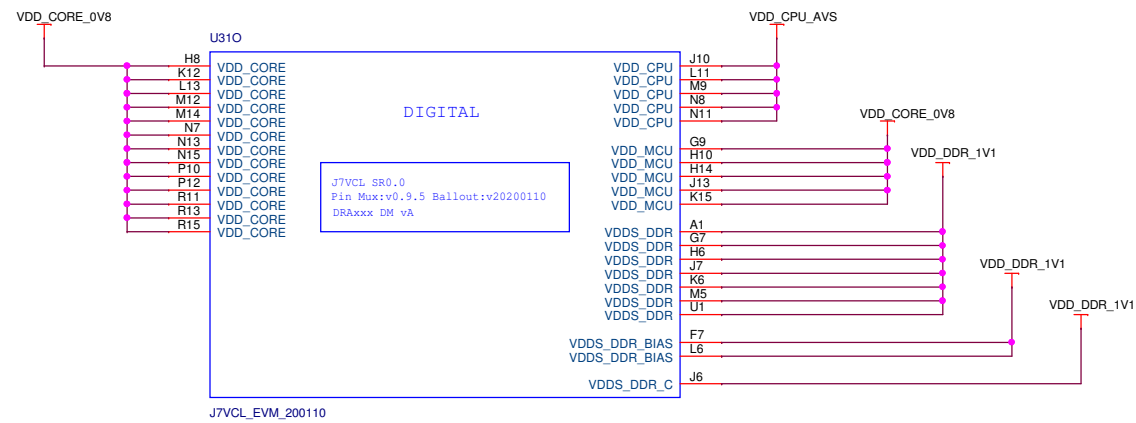 VDD_CORE_0V8
VDD_CPU_AVS
U31O
H8 VDD_CORE
K12 VDD_CORE
L13 VDD_CORE
M12 VDD_CORE
M14 VDD_CORE
N7 VDD_CORE
N13 VDD_CORE
N15 VDD_CORE
P10 VDD_CORE
P12 VDD_CORE
R11 VDD_CORE
R13 VDD_CORE
R15 VDD_CORE
DIGITAL
J7VCL SR0.0
Pin Mux:v0.9.5 Ballout:v20200110
DRAxxx DM vA
VDD_CPU J10
VDD_CPU L11
VDD_CPU M9
VDD_CPU N8
VDD_CPU N11
VDD_CORE_0V8
VDD_MCU G9
VDD_MCU H10
VDD_MCU H14
VDD_MCU J13
VDD_MCU K15
VDD_DDR_1V1
VDDS_DDR A1
VDDS_DDR G7
VDDS_DDR H6
VDDS_DDR J7
VDDS_DDR K6
VDDS_DDR M5
VDDS_DDR U1
VDD_DDR_1V1
VDDS_DDR_BIAS F7
VDDS_DDR_BIAS L6
VDD_DDR_1V1
VDDS_DDR_C J6
J7VCL_EVM_200110